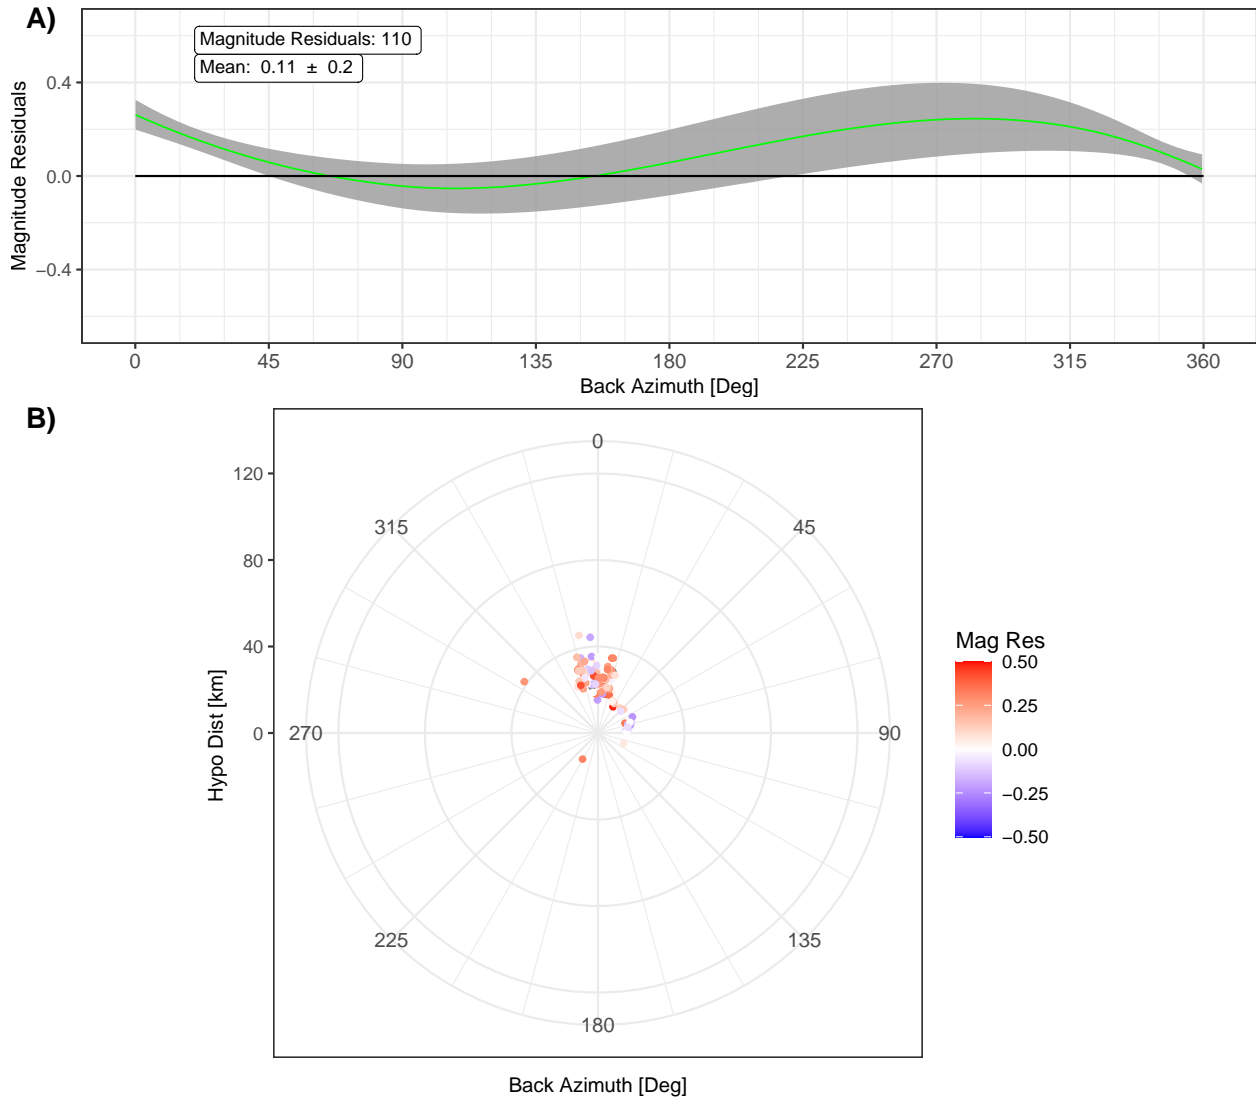 A)
Magnitude Residuals: 110
Mean:  0.11  ±  0.2
Magnitude Residuals
0.4
0.0
−0.4
0 45 90 135 180 225 270 315 360
Back Azimuth [Deg]
B)
Hypo Dist [km]
120
80
40
0
0
45
90
135
180
225
270
315
Back Azimuth [Deg]
Mag Res
0.50
0.25
0.00
−0.25
−0.50